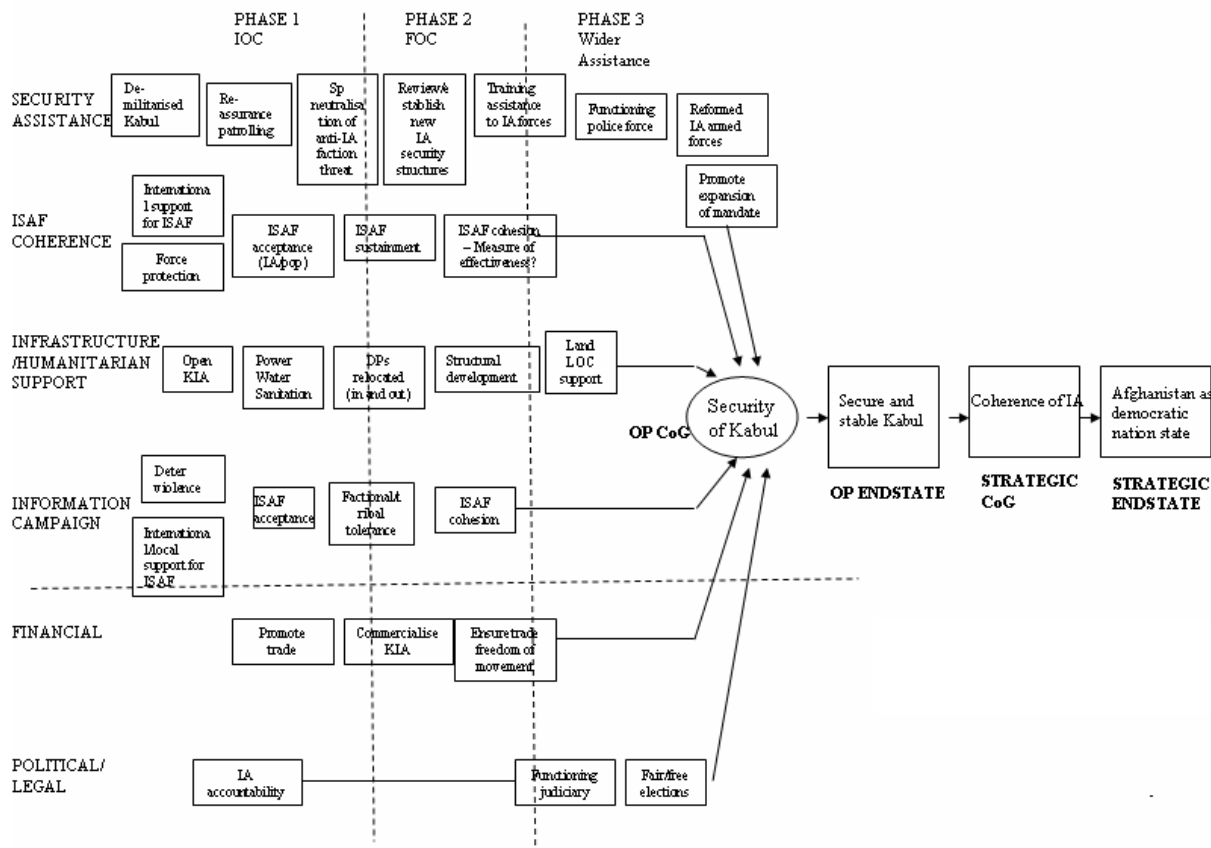 PHASE 1
IOC
PHASE 2
FOC
PHASE 3
Wider
Assistance
SECURITY
ASSISTANCE
De-
militarised
Kabul
Re-
assurance
patrolling
Sp
neutralisa
tion of
anti-IA
faction
threat
Review/e
stablish
new
IA
security
structures
Training
assistance
to IA forces
Functioning
police force
Reformed
IA armed
forces
Promote
expansion
of mandate
ISAF
COHERENCE
Internationa
l support
for ISAF
Force
protection
ISAF
acceptance
(IA/pop)
ISAF
sustainment
ISAF cohesion
– Measure of
effectiveness?
INFRASTRUCTURE
/HUMANITARIAN
SUPPORT
Open
KIA
Power
Water
Sanitation
DPs
relocated
(in and out)
Structural
development
Land
LOC
support
OP CoG
Security
of Kabul
Secure and
stable Kabul
OP ENDSTATE
Coherence of IA
STRATEGIC
CoG
Afghanistan as
democratic
nation state
STRATEGIC
ENDSTATE
INFORMATION
CAMPAIGN
Deter
violence
Internationa
l/local
support for
ISAF
ISAF
acceptance
Factional/t
ribal
tolerance
ISAF
cohesion
FINANCIAL
Promote
trade
Commercialise
KIA
Ensure trade
freedom of
movement
POLITICAL/
LEGAL
IA
accountability
Functioning
judiciary
Fair/free
elections